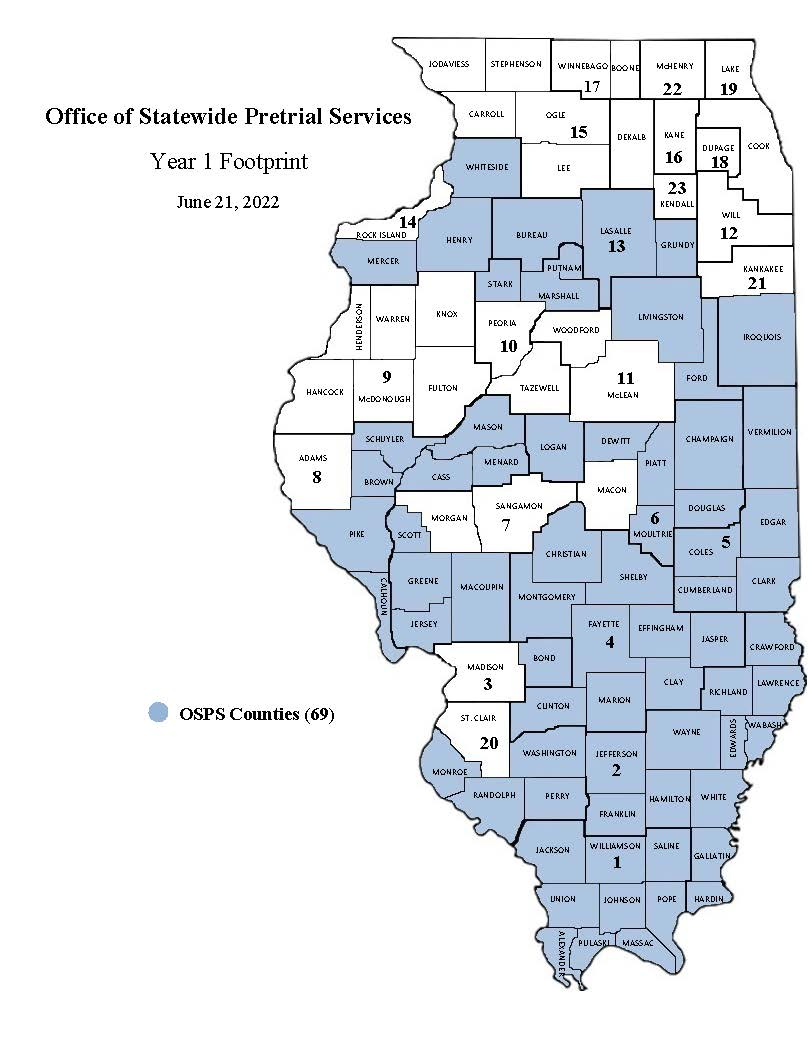 Office of Statewide Pretrial Services
Year 1 Footprint
June 21, 2022
JODAVIESS
STEPHENSON
WINNEBAGO
17
BOONE
McHENRY
22
LAKE
19
CARROLL
OGLE
15
DEKALB
KANE
16
DUPAGE
18
COOK
WHITESIDE
LEE
23
KENDALL
WILL
12
14
ROCK ISLAND
HENRY
BUREAU
LASALLE
13
GRUNDY
MERCER
PUTNAM
KANKAKEE
21
STARK
MARSHALL
HENDERSON
WARREN
KNOX
PEORIA
10
WOODFORD
LIVINGSTON
IROQUOIS
HANCOCK
9
McDONOUGH
FULTON
TAZEWELL
11
McLEAN
FORD
MASON
SCHUYLER
LOGAN
DEWITT
CHAMPAIGN
VERMILION
ADAMS
8
BROWN
CASS
MENARD
PIATT
MACON
MORGAN
SANGAMON
7
6
MOULTRIE
DOUGLAS
EDGAR
PIKE
SCOTT
COLES
5
CHRISTIAN
SHELBY
CALHOUN
GREENE
MACOUPIN
MONTGOMERY
CUMBERLAND
CLARK
JERSEY
FAYETTE
4
EFFINGHAM
JASPER
CRAWFORD
MADISON
3
BOND
CLAY
RICHLAND
LAWRENCE
OSPS Counties (69)
ST. CLAIR
20
CLINTON
MARION
WAYNE
EDWARDS
WABASH
MONROE
WASHINGTON
JEFFERSON
2
RANDOLPH
PERRY
FRANKLIN
HAMILTON
WHITE
JACKSON
WILLIAMSON
1
SALINE
GALLATIN
UNION
JOHNSON
POPE
HARDIN
ALEXANDER
PULASKI
MASSAC